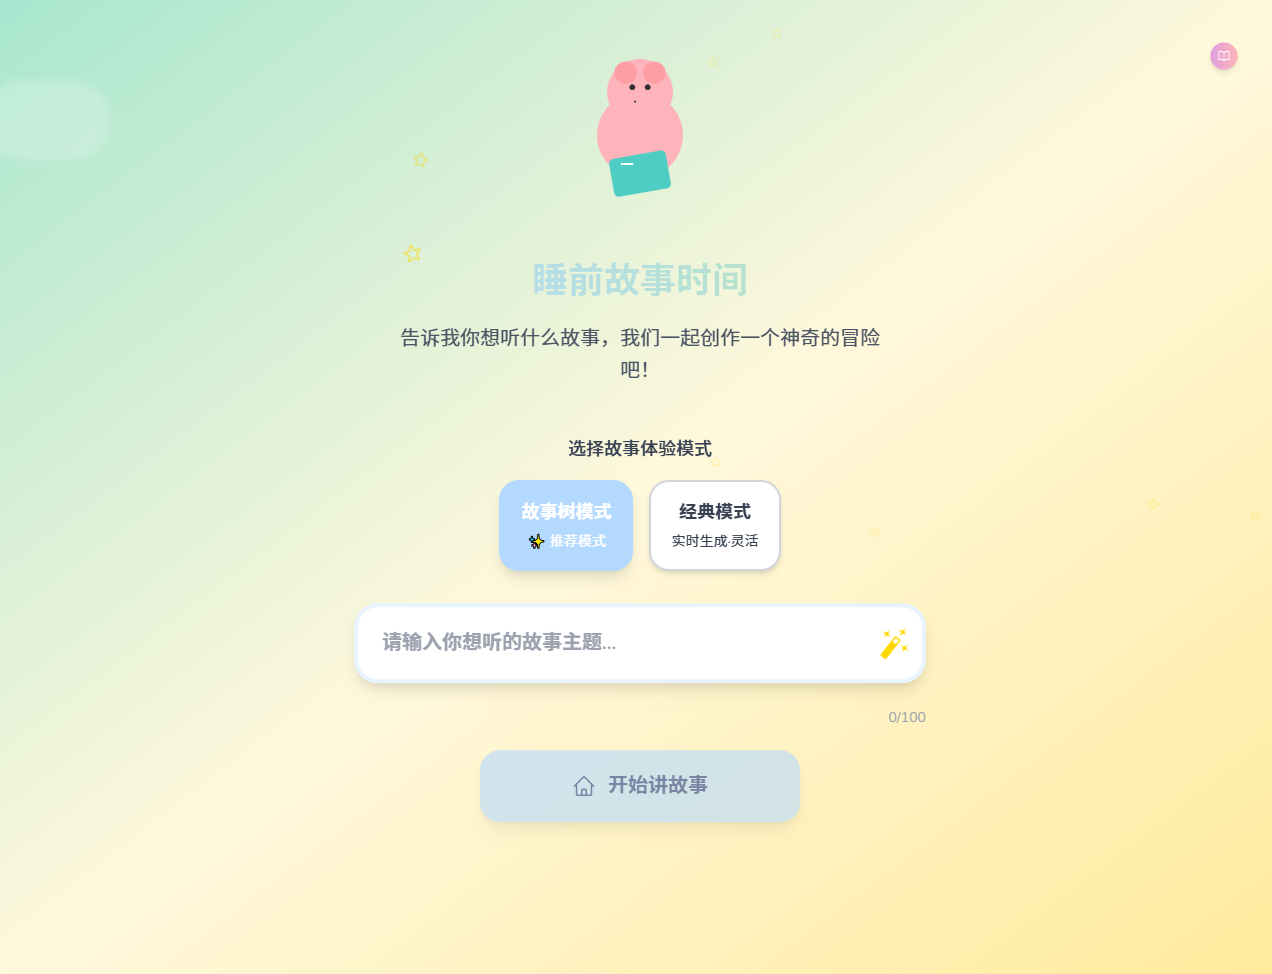 睡前故事时间
告诉我你想听什么故事，我们一起创作一个神奇的冒险
吧！
选择故事体验模式
故事树模式
✨ 推荐模式
经典模式
实时生成·灵活
请输入你想听的故事主题...
0/100
开始讲故事